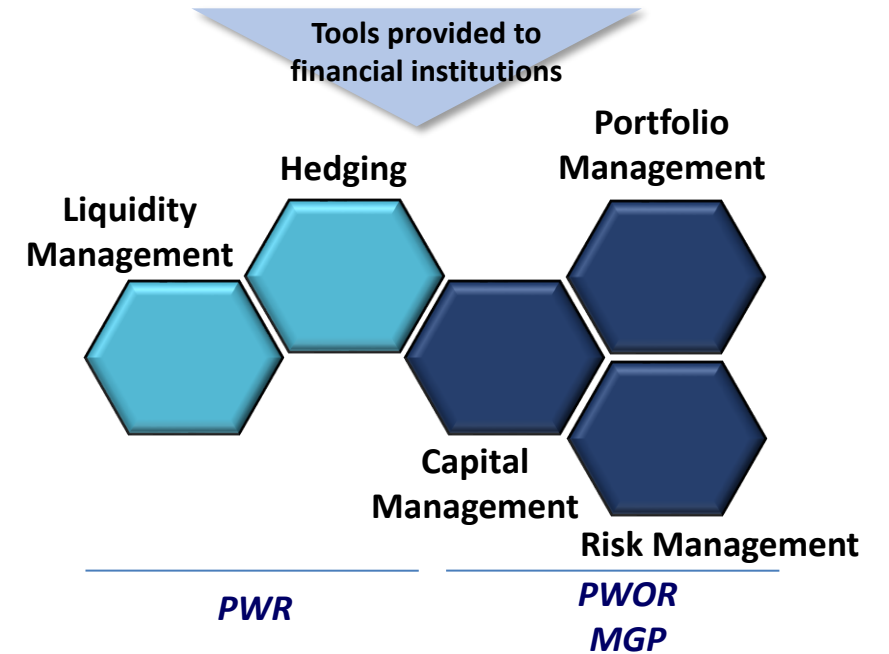 Tools provided to
financial institutions
Liquidity
Management
Hedging
Capital
Management
Portfolio
Management
Risk Management
PWR
PWOR
MGP